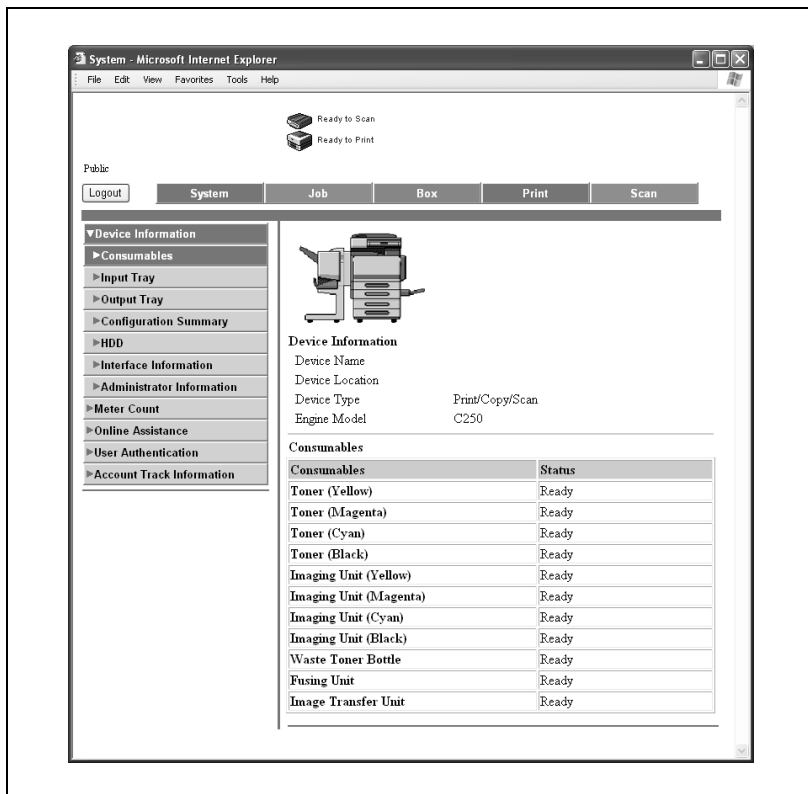 System - Microsoft Internet Explorer
File Edit View Favorites Tools Help
Ready to Scan
Ready to Print
Public
Logout System Job Box Print Scan
▼Device Information
▶Consumables
▶Input Tray
▶Output Tray
▶Configuration Summary
▶HDD
▶Interface Information
▶Administrator Information
▶Meter Count
▶Online Assistance
▶User Authentication
▶Account Track Information
Device Information
Device Name
Device Location
Device Type Print/Copy/Scan
Engine Model C250
Consumables
Consumables Status
Toner (Yellow) Ready
Toner (Magenta) Ready
Toner (Cyan) Ready
Toner (Black) Ready
Imaging Unit (Yellow) Ready
Imaging Unit (Magenta) Ready
Imaging Unit (Cyan) Ready
Imaging Unit (Black) Ready
Waste Toner Bottle Ready
Fusing Unit Ready
Image Transfer Unit Ready